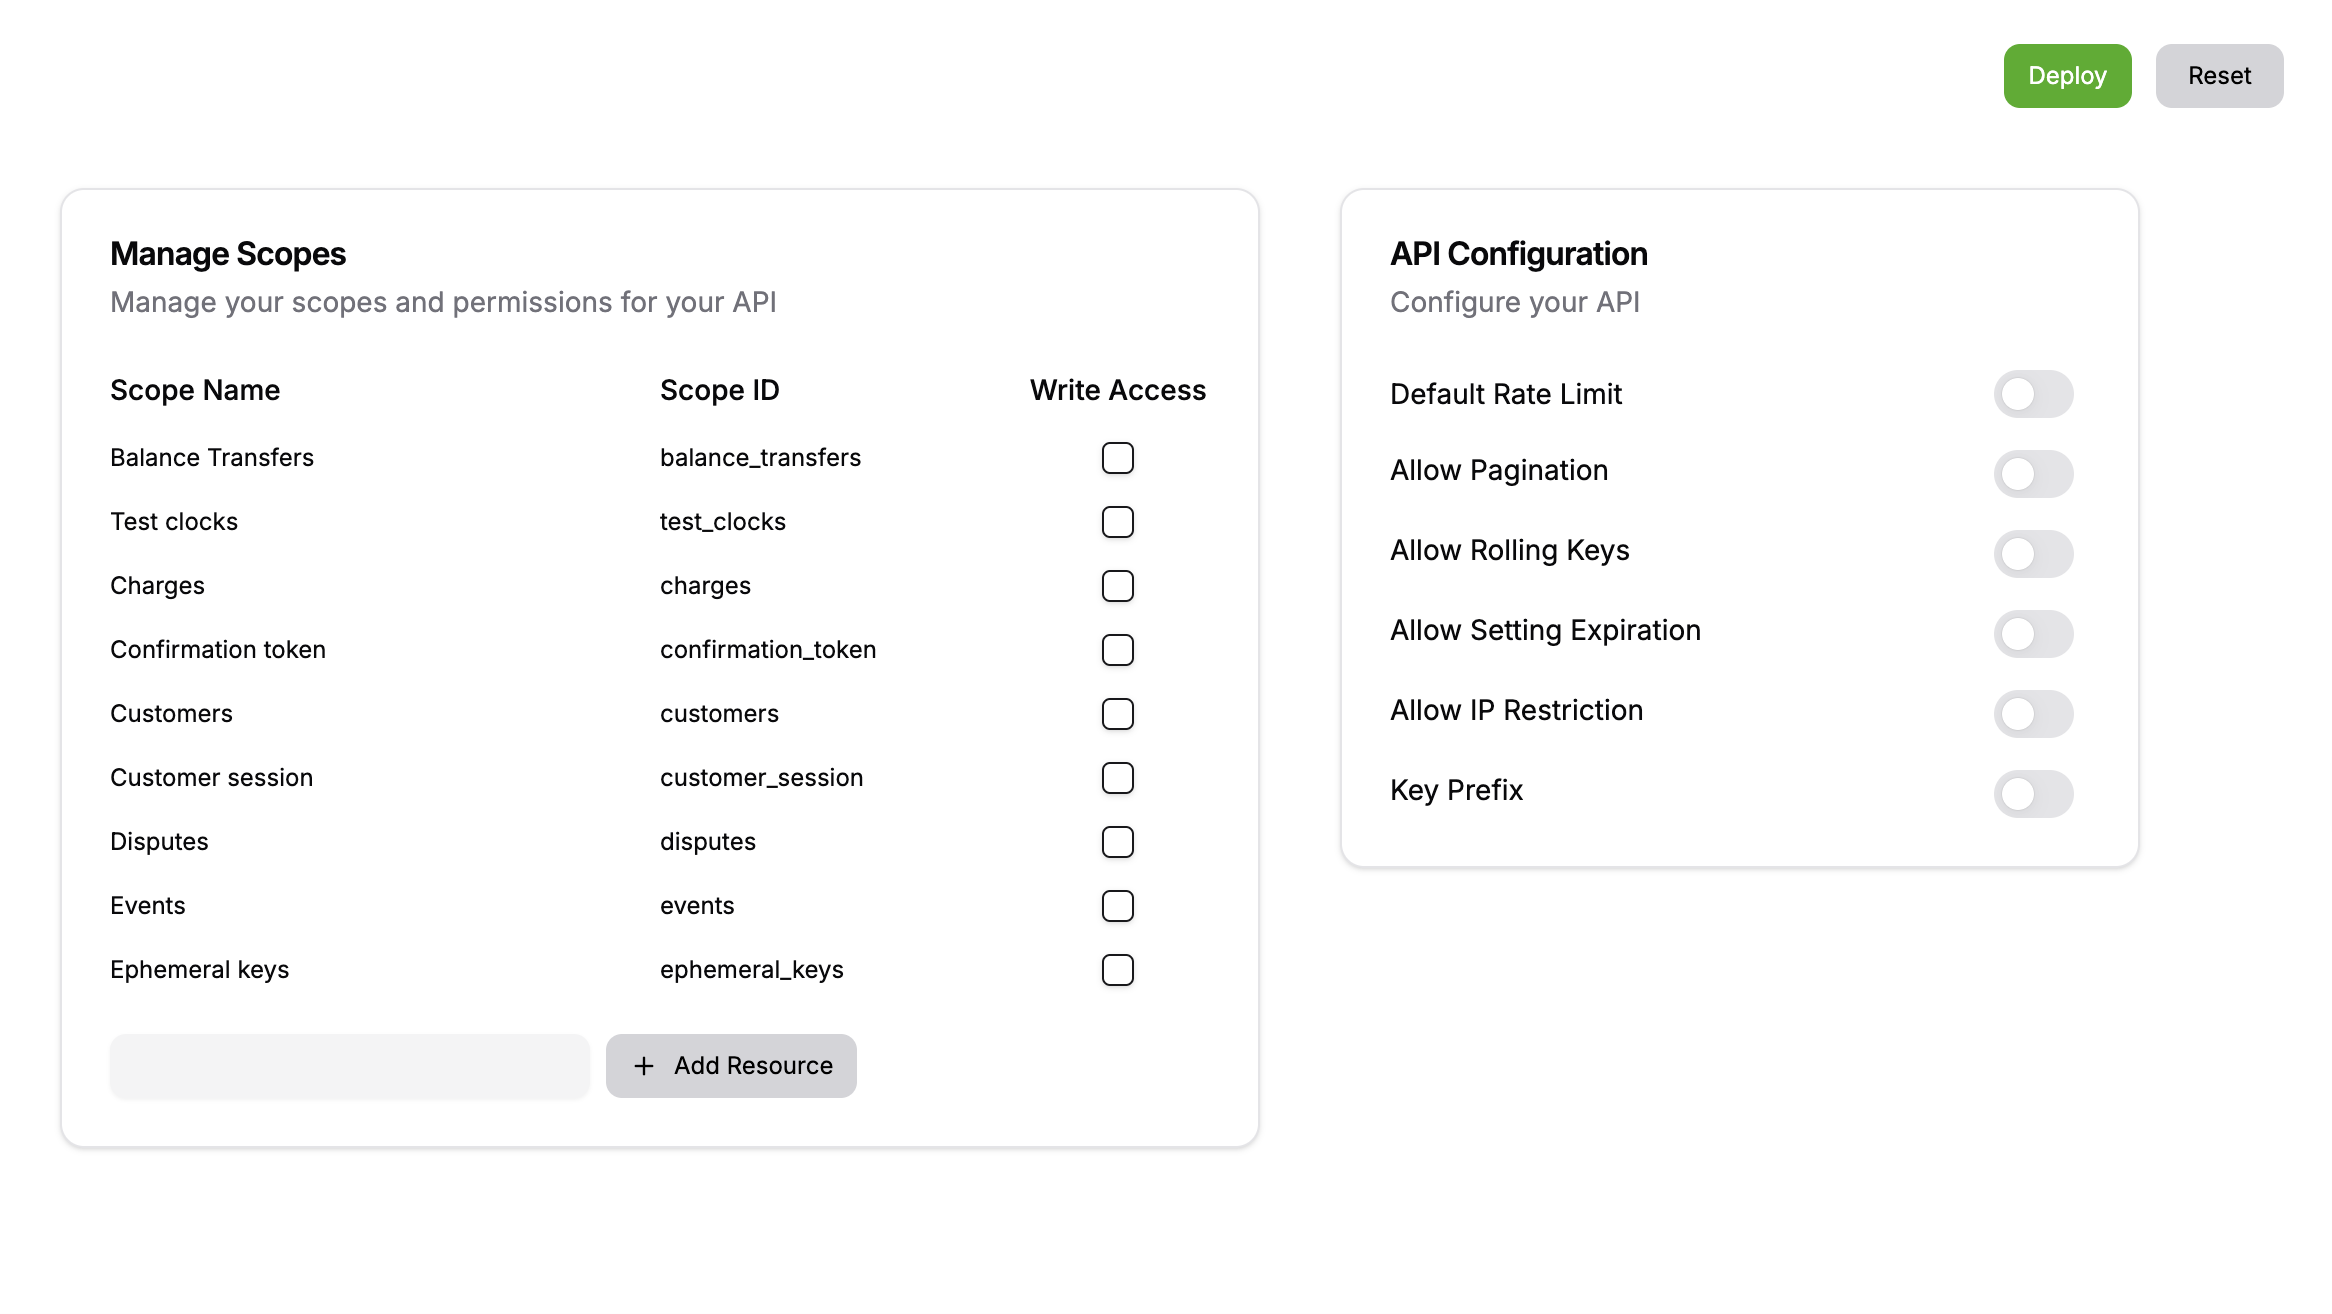 Deploy
Reset
Manage Scopes
Manage your scopes and permissions for your API
Scope Name Scope ID Write Access
Balance Transfers balance_transfers
Test clocks test_clocks
Charges charges
Confirmation token confirmation_token
Customers customers
Customer session customer_session
Disputes disputes
Events events
Ephemeral keys ephemeral_keys
+ Add Resource
API Configuration
Configure your API
Default Rate Limit
Allow Pagination
Allow Rolling Keys
Allow Setting Expiration
Allow IP Restriction
Key Prefix